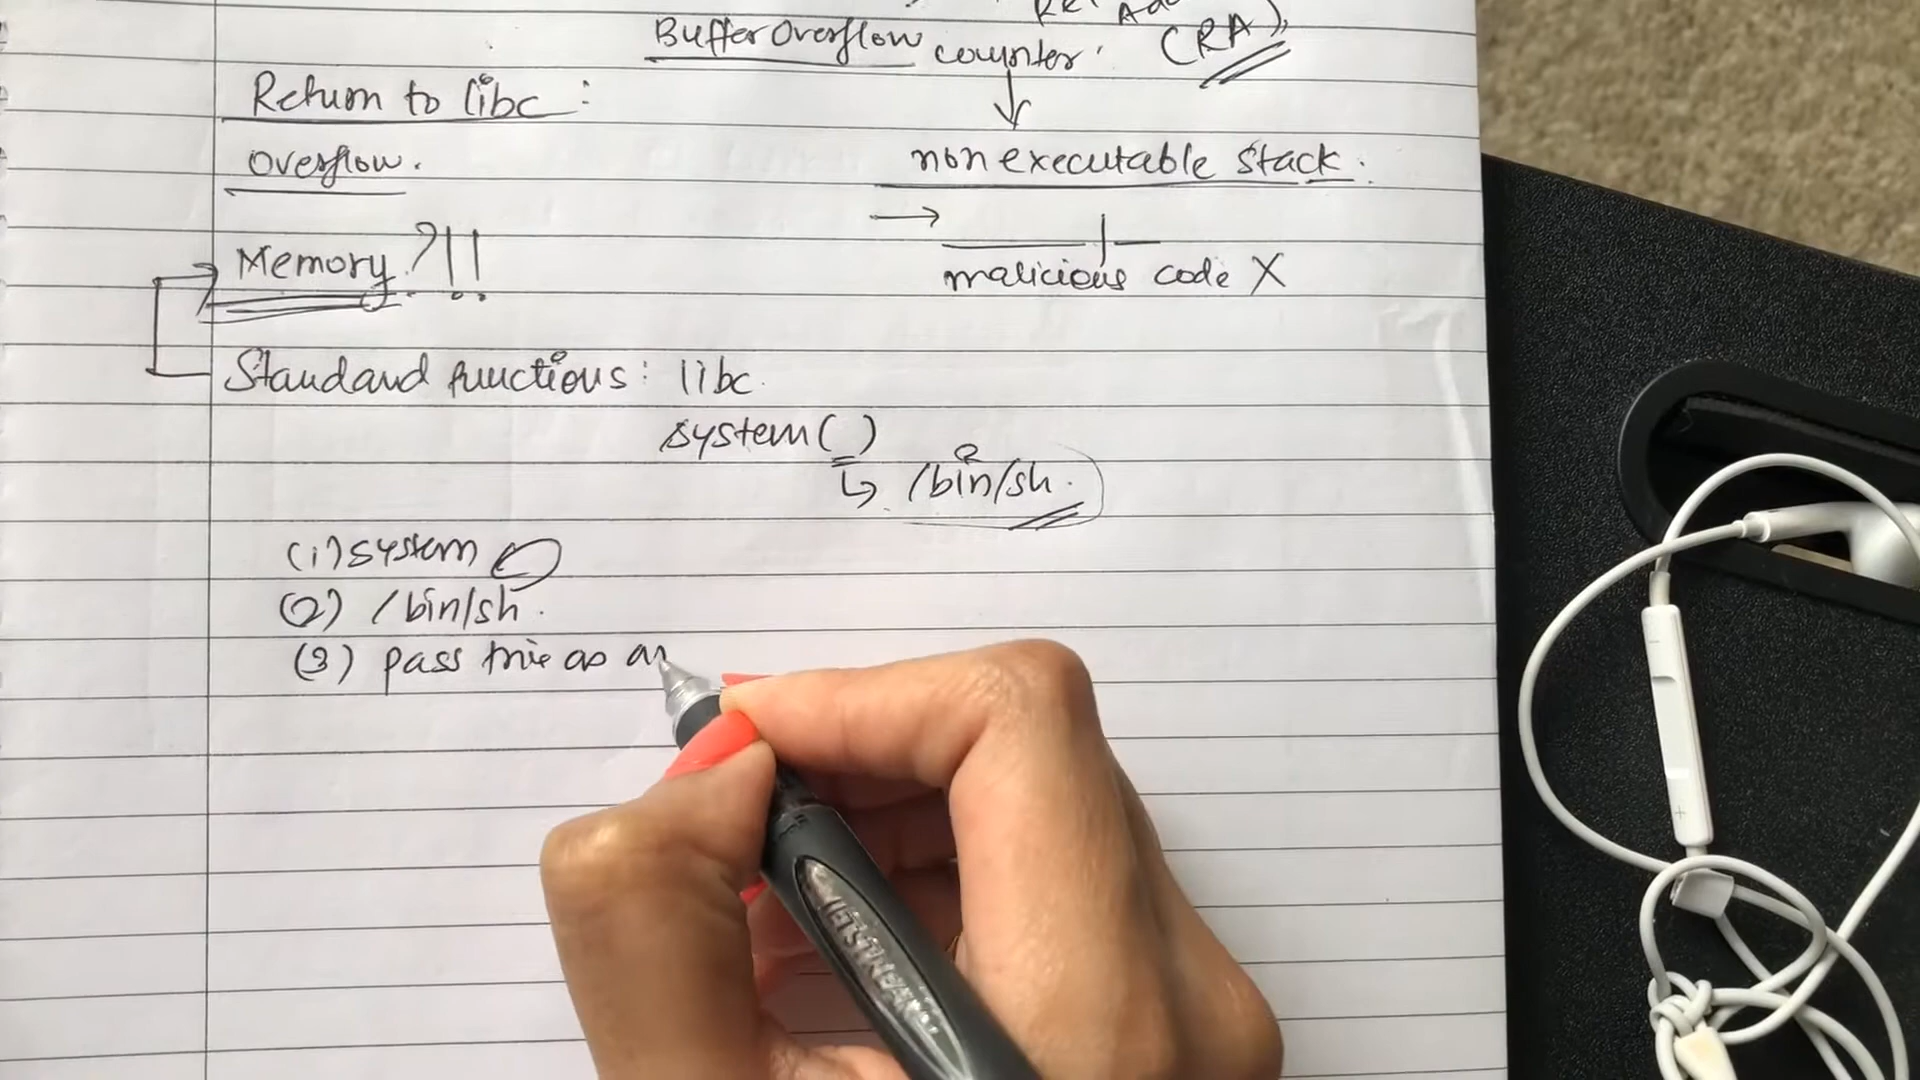 Buffer Overflow counter. (RA)
Return to libc :
Overflow.
non executable stack.
Memory ?!!
malicious code X
Standard functions: libc.
system( )
/bin/sh.
(1) system
(2) /bin/sh.
(3) pass this as a
JETSTREAM